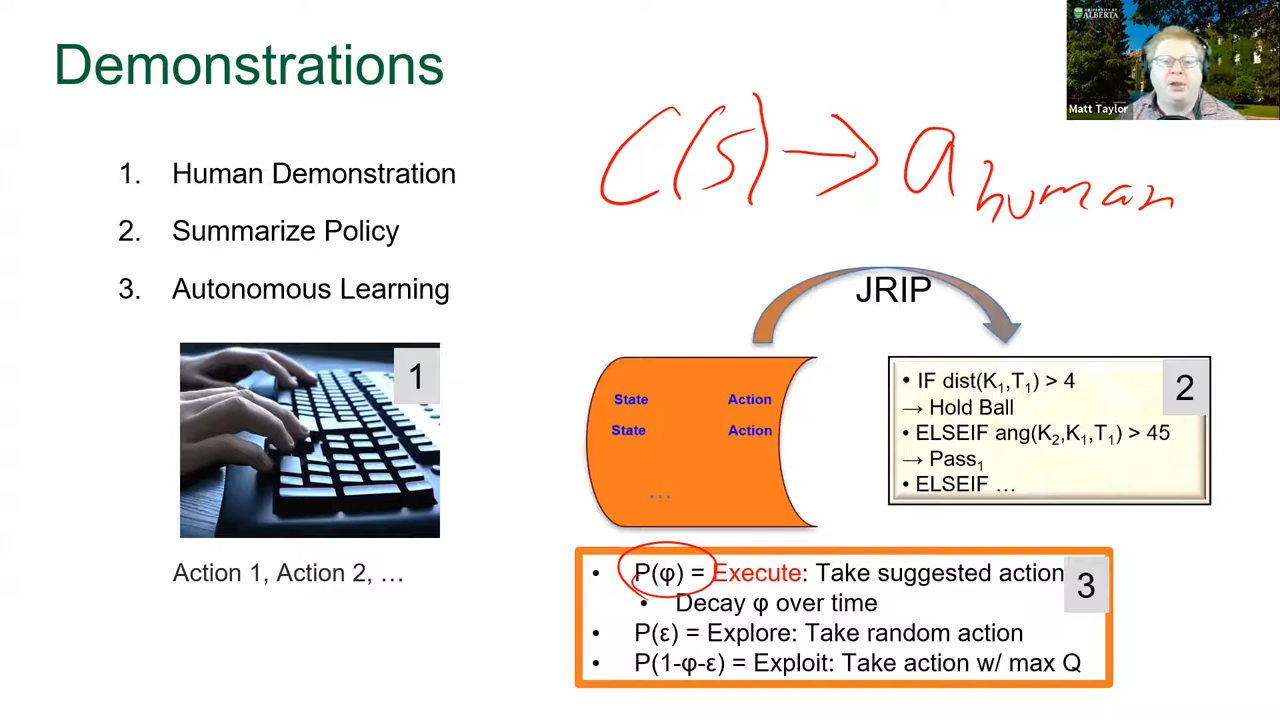 Demonstrations
UNIVERSITY OF
ALBERTA
Matt Taylor
C(s) → a human
1. Human Demonstration
2. Summarize Policy
3. Autonomous Learning
JRIP
1
State Action
State Action
...
2
• IF dist(K₁,T₁) > 4
→ Hold Ball
• ELSEIF ang(K₂,K₁,T₁) > 45
→ Pass₁
• ELSEIF …
Action 1, Action 2, …
• P(φ) = Execute: Take suggested action
• Decay φ over time
• P(ε) = Explore: Take random action
• P(1-φ-ε) = Exploit: Take action w/ max Q
3